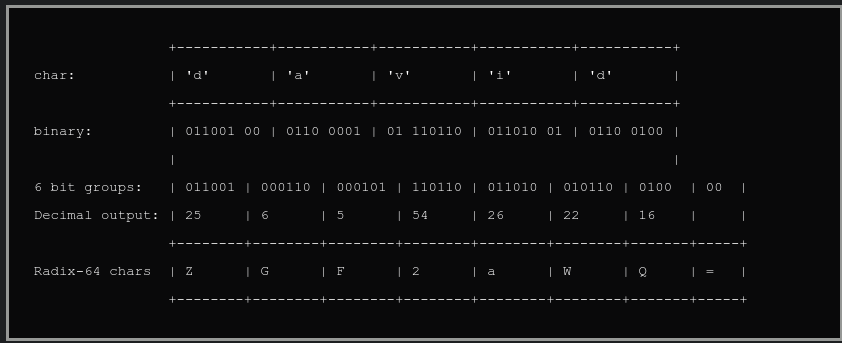 +-----------+-----------+-----------+-----------+-----------+
char: | 'd' | 'a' | 'v' | 'i' | 'd' |
+-----------+-----------+-----------+-----------+-----------+
binary: | 011001 00 | 0110 0001 | 01 110110 | 011010 01 | 0110 0100 |
| |
6 bit groups: | 011001 | 000110 | 000101 | 110110 | 011010 | 010110 | 0100 | 00 |
Decimal output: | 25 | 6 | 5 | 54 | 26 | 22 | 16 | |
+--------+--------+--------+--------+--------+--------+-------+-----+
Radix-64 chars | Z | G | F | 2 | a | W | Q | = |
+--------+--------+--------+--------+--------+--------+-------+-----+